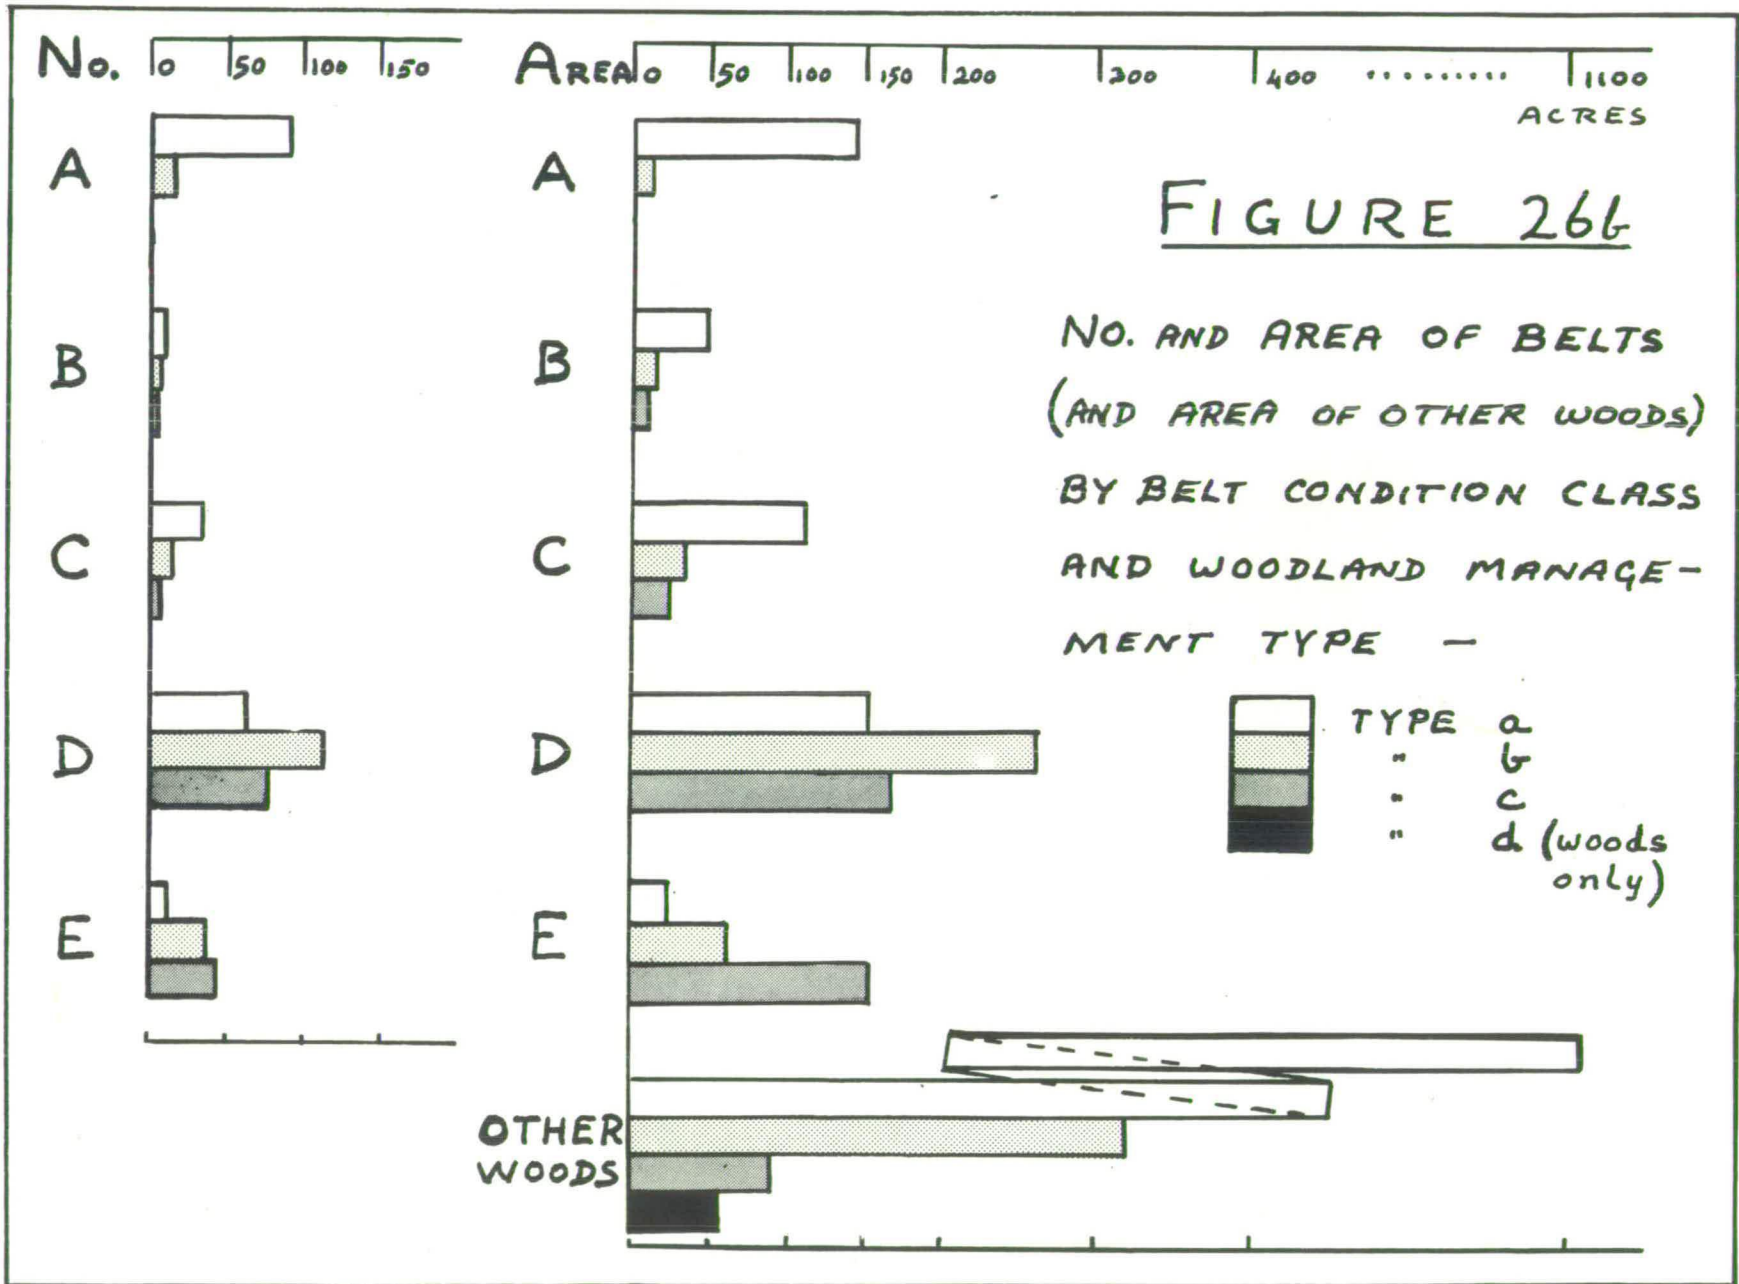 No. 0 50 100 150
AREA 0 50 100 150 200 300 400 ......... 1100
ACRES
A
B
C
D
E
A
B
C
D
E
OTHER
WOODS
FIGURE 26b
NO. AND AREA OF BELTS
(AND AREA OF OTHER WOODS)
BY BELT CONDITION CLASS
AND WOODLAND MANAGE-
MENT TYPE -
TYPE a
" b
" c
" d (woods
only)